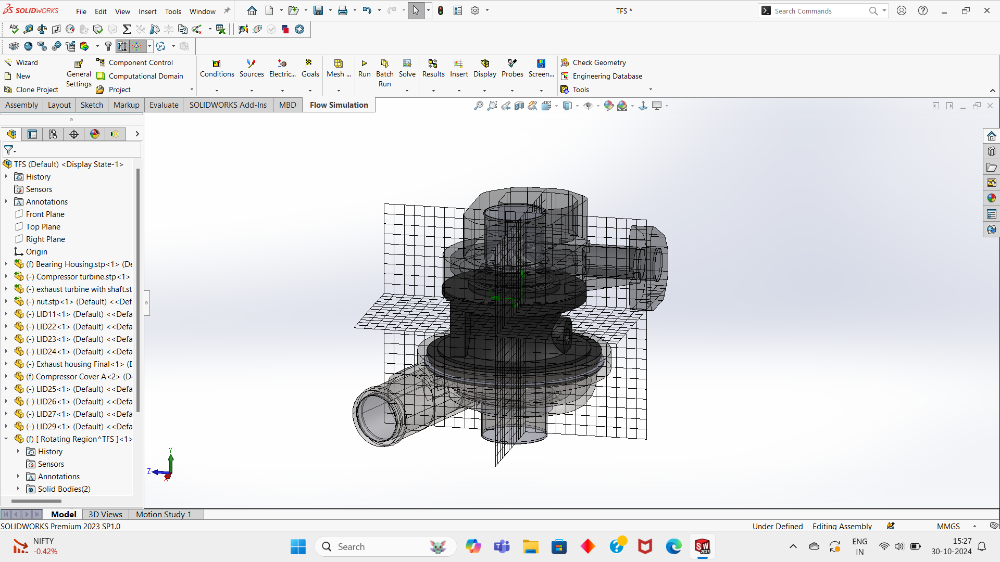 SOLIDWORKS File Edit View Insert Tools Window TFS * Search Commands
Wizard
New
Clone Project
General Settings
Component Control
Computational Domain
Project
Conditions
Sources
Electric...
Goals
Mesh ...
Run
Batch Run
Solve
Results
Insert
Display
Probes
Screen...
Check Geometry
Engineering Database
Tools
Assembly Layout Sketch Markup Evaluate SOLIDWORKS Add-Ins MBD Flow Simulation
TFS (Default) <Display State-1>
History
Sensors
Annotations
Front Plane
Top Plane
Right Plane
Origin
(f) Bearing Housing.stp<1> (De
(-) Compressor turbine.stp<1>
(-) exhaust turbine with shaft.st
(-) nut.stp<1> (Default) <<Def
(-) LID11<1> (Default) <<Defa
(-) LID22<1> (Default) <<Defa
(-) LID23<1> (Default) <<Defa
(-) LID24<1> (Default) <<Defa
(-) Exhaust housing Final<1> (D
(f) Compressor Cover A<2> (De
(-) LID25<1> (Default) <<Defa
(-) LID26<1> (Default) <<Defa
(-) LID27<1> (Default) <<Defa
(-) LID29<1> (Default) <<Defa
(f) [ Rotating Region^TFS ]<1>
History
Sensors
Annotations
Solid Bodies(2)
Y
Z
X
Model 3D Views Motion Study 1
SOLIDWORKS Premium 2023 SP1.0 Under Defined Editing Assembly MMGS
NIFTY
-0.42%
Search
ENG
IN
15:27
30-10-2024